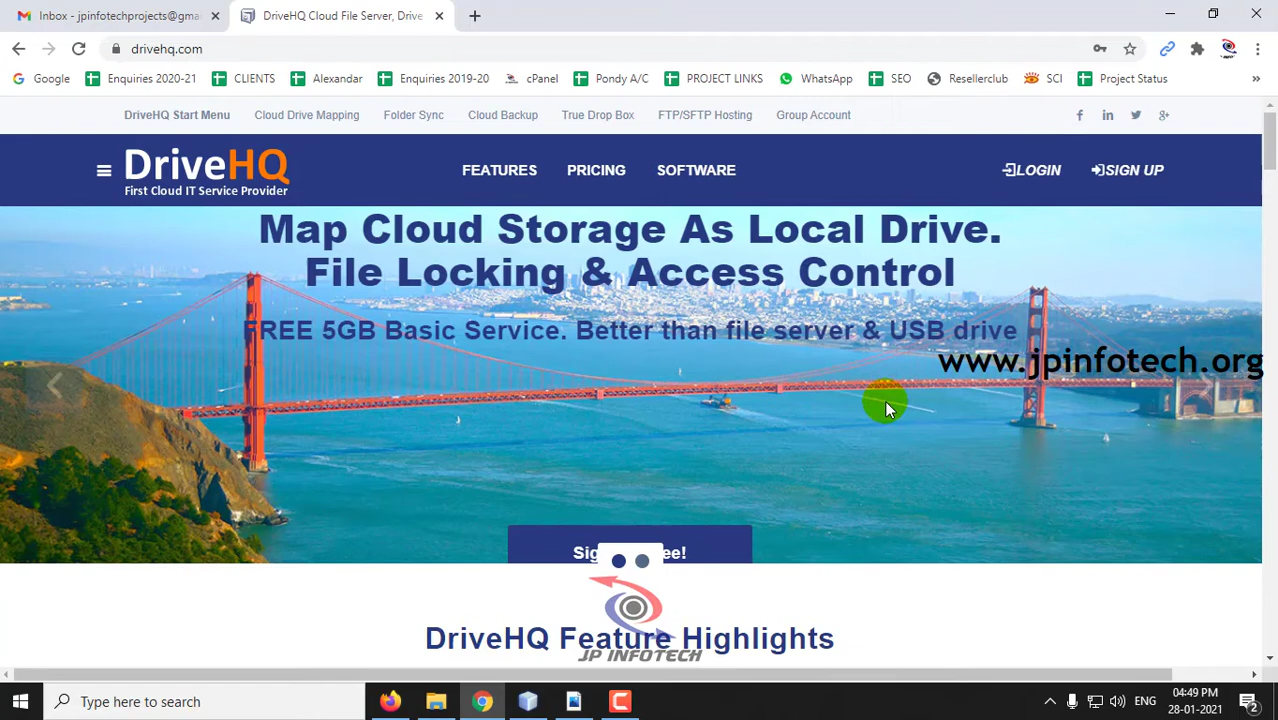 Inbox - jpinfotechprojects@gma
DriveHQ Cloud File Server, Drive
drivehq.com
Google
Enquiries 2020-21
CLIENTS
Alexandar
Enquiries 2019-20
cPanel
Pondy A/C
PROJECT LINKS
WhatsApp
SEO
Resellerclub
SCI
Project Status
DriveHQ Start Menu
Cloud Drive Mapping
Folder Sync
Cloud Backup
True Drop Box
FTP/SFTP Hosting
Group Account
DriveHQ
First Cloud IT Service Provider
FEATURES
PRICING
SOFTWARE
LOGIN
SIGN UP
Map Cloud Storage As Local Drive.
File Locking & Access Control
FREE 5GB Basic Service. Better than file server & USB drive
www.jpinfotech.org
DriveHQ Feature Highlights
JP INFOTECH
Type here to search
ENG
04:49 PM
28-01-2021
2